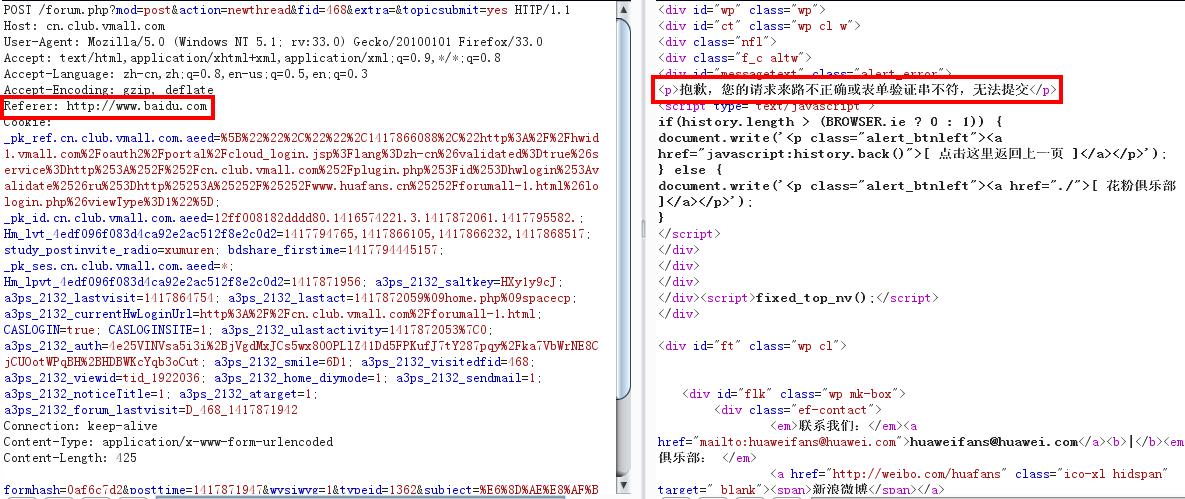 POST /forum.php?mod=post&action=newthread&fid=468&extra=&topicsubmit=yes HTTP/1.1
Host: cn.club.vmall.com
User-Agent: Mozilla/5.0 (Windows NT 5.1; rv:33.0) Gecko/20100101 Firefox/33.0
Accept: text/html,application/xhtml+xml,application/xml;q=0.9,*/*;q=0.8
Accept-Language: zh-cn,zh;q=0.8,en-us;q=0.5,en;q=0.3
Accept-Encoding: gzip, deflate
Referer: http://www.baidu.com
Cookie:
_pk_ref.cn.club.vmall.com.aeed=%5B%22%22%2C%22%22%2C1417866088%2C%22http%3A%2F%2Fhwid
1.vmall.com%2Foauth2%2Fportal%2Fcloud_login.jsp%3Flang%3Dzh-cn%26validated%3Dtrue%26s
ervice%3Dhttp%253A%252F%252Fcn.club.vmall.com%252Fplugin.php%253Fid%253Dhwlogin%253Av
alidate%2526ru%253Dhttp%25253A%25252F%25252Fwww.huafans.cn%25252Fforumall-1.html%26lo
login.php%26viewType%3D1%22%5D;
_pk_id.cn.club.vmall.com.aeed=12ff008182dddd80.1416574221.3.1417872061.1417795582.;
Hm_lvt_4edf096f083d4ca92e2ac512f8e2c0d2=1417794765,1417866105,1417866232,1417868517;
study_postinvite_radio=xumuren; bdshare_firstime=1417794445157;
_pk_ses.cn.club.vmall.com.aeed=*;
Hm_lpvt_4edf096f083d4ca92e2ac512f8e2c0d2=1417871956; a3ps_2132_saltkey=HXy1y9cJ;
a3ps_2132_lastvisit=1417864754; a3ps_2132_lastact=1417872059%09home.php%09spacecp;
a3ps_2132_currentHwLoginUrl=http%3A%2F%2Fcn.club.vmall.com%2Fforumall-1.html;
CASLOGIN=true; CASLOGINSITE=1; a3ps_2132_ulastactivity=1417872053%7C0;
a3ps_2132_auth=4e25VINVsa5i3i%2BjVgdMxJCs5wx80OPLlZ41Dd5FPKufJ7tY287pqy%2Fka7VbWrNE8C
jCUOotWPqBH%2BHDBWKcYqb3oCut; a3ps_2132_smile=6D1; a3ps_2132_visitedfid=468;
a3ps_2132_viewid=tid_1922036; a3ps_2132_home_diymode=1; a3ps_2132_sendmail=1;
a3ps_2132_noticeTitle=1; a3ps_2132_atarget=1;
a3ps_2132_forum_lastvisit=D_468_1417871942
Connection: keep-alive
Content-Type: application/x-www-form-urlencoded
Content-Length: 425
formhash=0af6c7d2&posttime=1417871947&wysiwyg=1&typeid=1362&subject=%E6%8D%AE%E8%AF%B
<div id="wp" class="wp">
<div id="ct" class="wp cl w">
<div class="nfl">
<div class="f_c altw">
<div id="messagetext" class="alert_error">
<p>抱歉，您的请求来路不正确或表单验证串不符，无法提交</p>
<script type="text/javascript">
if(history.length > (BROWSER.ie ? 0 : 1)) {
document.write('<p class="alert_btnleft"><a
href="javascript:history.back()">[ 点击这里返回上一页 ]</a></p>');
} else {
document.write('<p class="alert_btnleft"><a href="./">[ 花粉俱乐部
]</a></p>');
}
</script>
</div>
</div>
</div>
</div><script>fixed_top_nv();</script>
</div>
<div id="ft" class="wp cl">
<div id="flk" class="wp mk-box">
<div class="ef-contact">
<em>联系我们：</em><a
href="mailto:huaweifans@huawei.com">huaweifans@huawei.com</a><b>|</b><em
俱乐部： </em>
<a href="http://weibo.com/huafans" class="ico-xl hidspan"
target="_blank"><span>新浪微博</span></a>